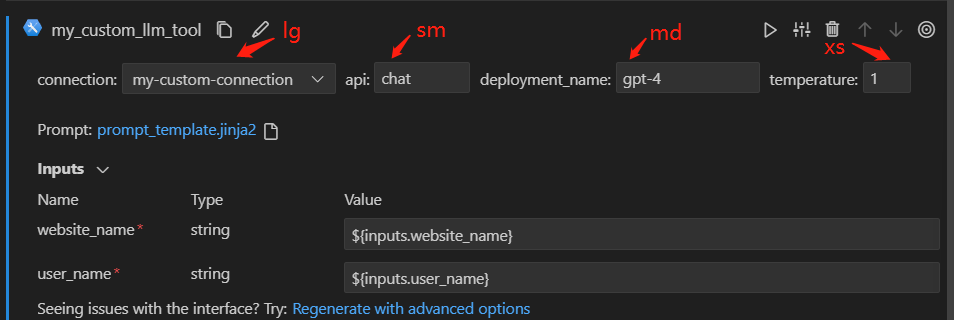 my_custom_llm_tool
lg sm md xs
connection: my-custom-connection api: chat deployment_name: gpt-4 temperature: 1
Prompt: prompt_template.jinja2
Inputs
Name Type Value
website_name* string ${inputs.website_name}
user_name* string ${inputs.user_name}
Seeing issues with the interface? Try: Regenerate with advanced options